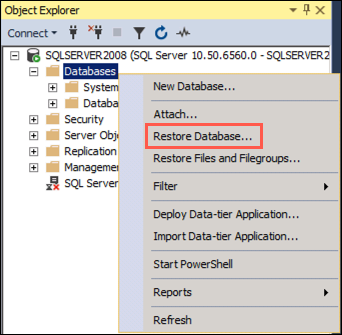 Object Explorer
Connect
SQLSERVER2008 (SQL Server 10.50.6560.0 - SQLSERVER2
Databases
System
Databa
Security
Server Obj
Replication
Management
SQL Server
New Database...
Attach...
Restore Database...
Restore Files and Filegroups...
Filter
Deploy Data-tier Application...
Import Data-tier Application...
Start PowerShell
Reports
Refresh